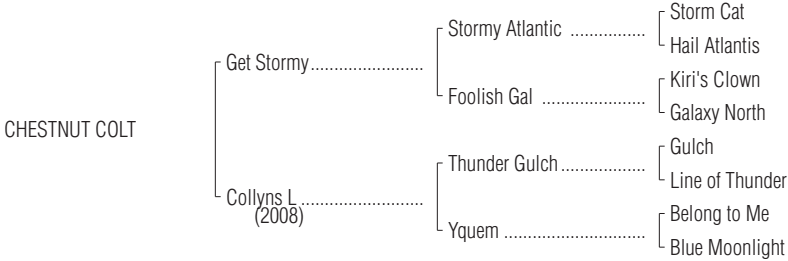 Storm Cat
Stormy Atlantic ................
Hail Atlantis
Get Stormy........................
Kiri's Clown
Foolish Gal ......................
Galaxy North
CHESTNUT COLT
Gulch
Thunder Gulch..................
Line of Thunder
Collyns L ..........................
(2008)
Belong to Me
Yquem ..............................
Blue Moonlight